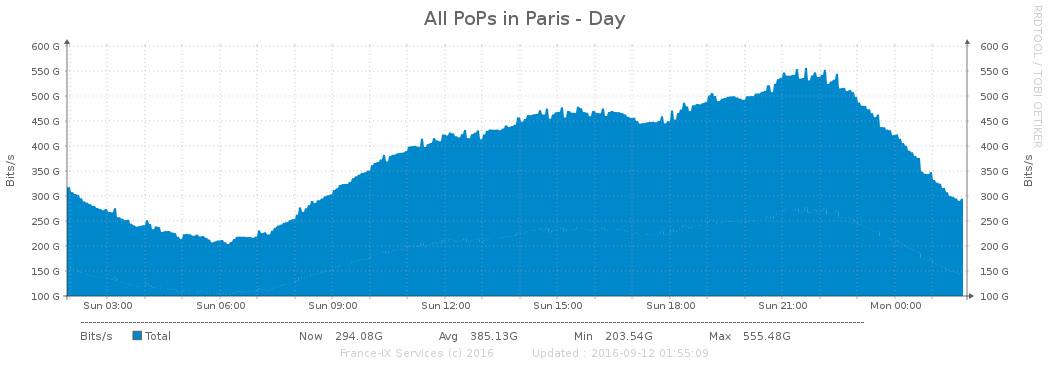 All PoPs in Paris - Day
RRDTOOL / TOBI OETIKER
600 G 600 G
550 G 550 G
500 G 500 G
450 G 450 G
400 G 400 G
350 G 350 G
300 G 300 G
250 G 250 G
200 G 200 G
150 G 150 G
100 G 100 G
Bits/s Bits/s
Sun 03:00 Sun 06:00 Sun 09:00 Sun 12:00 Sun 15:00 Sun 18:00 Sun 21:00 Mon 00:00
Bits/s Total Now 294.08G Avg 385.13G Min 203.54G Max 555.48G
France-IX Services (c) 2016 Updated : 2016-09-12 01:55:09